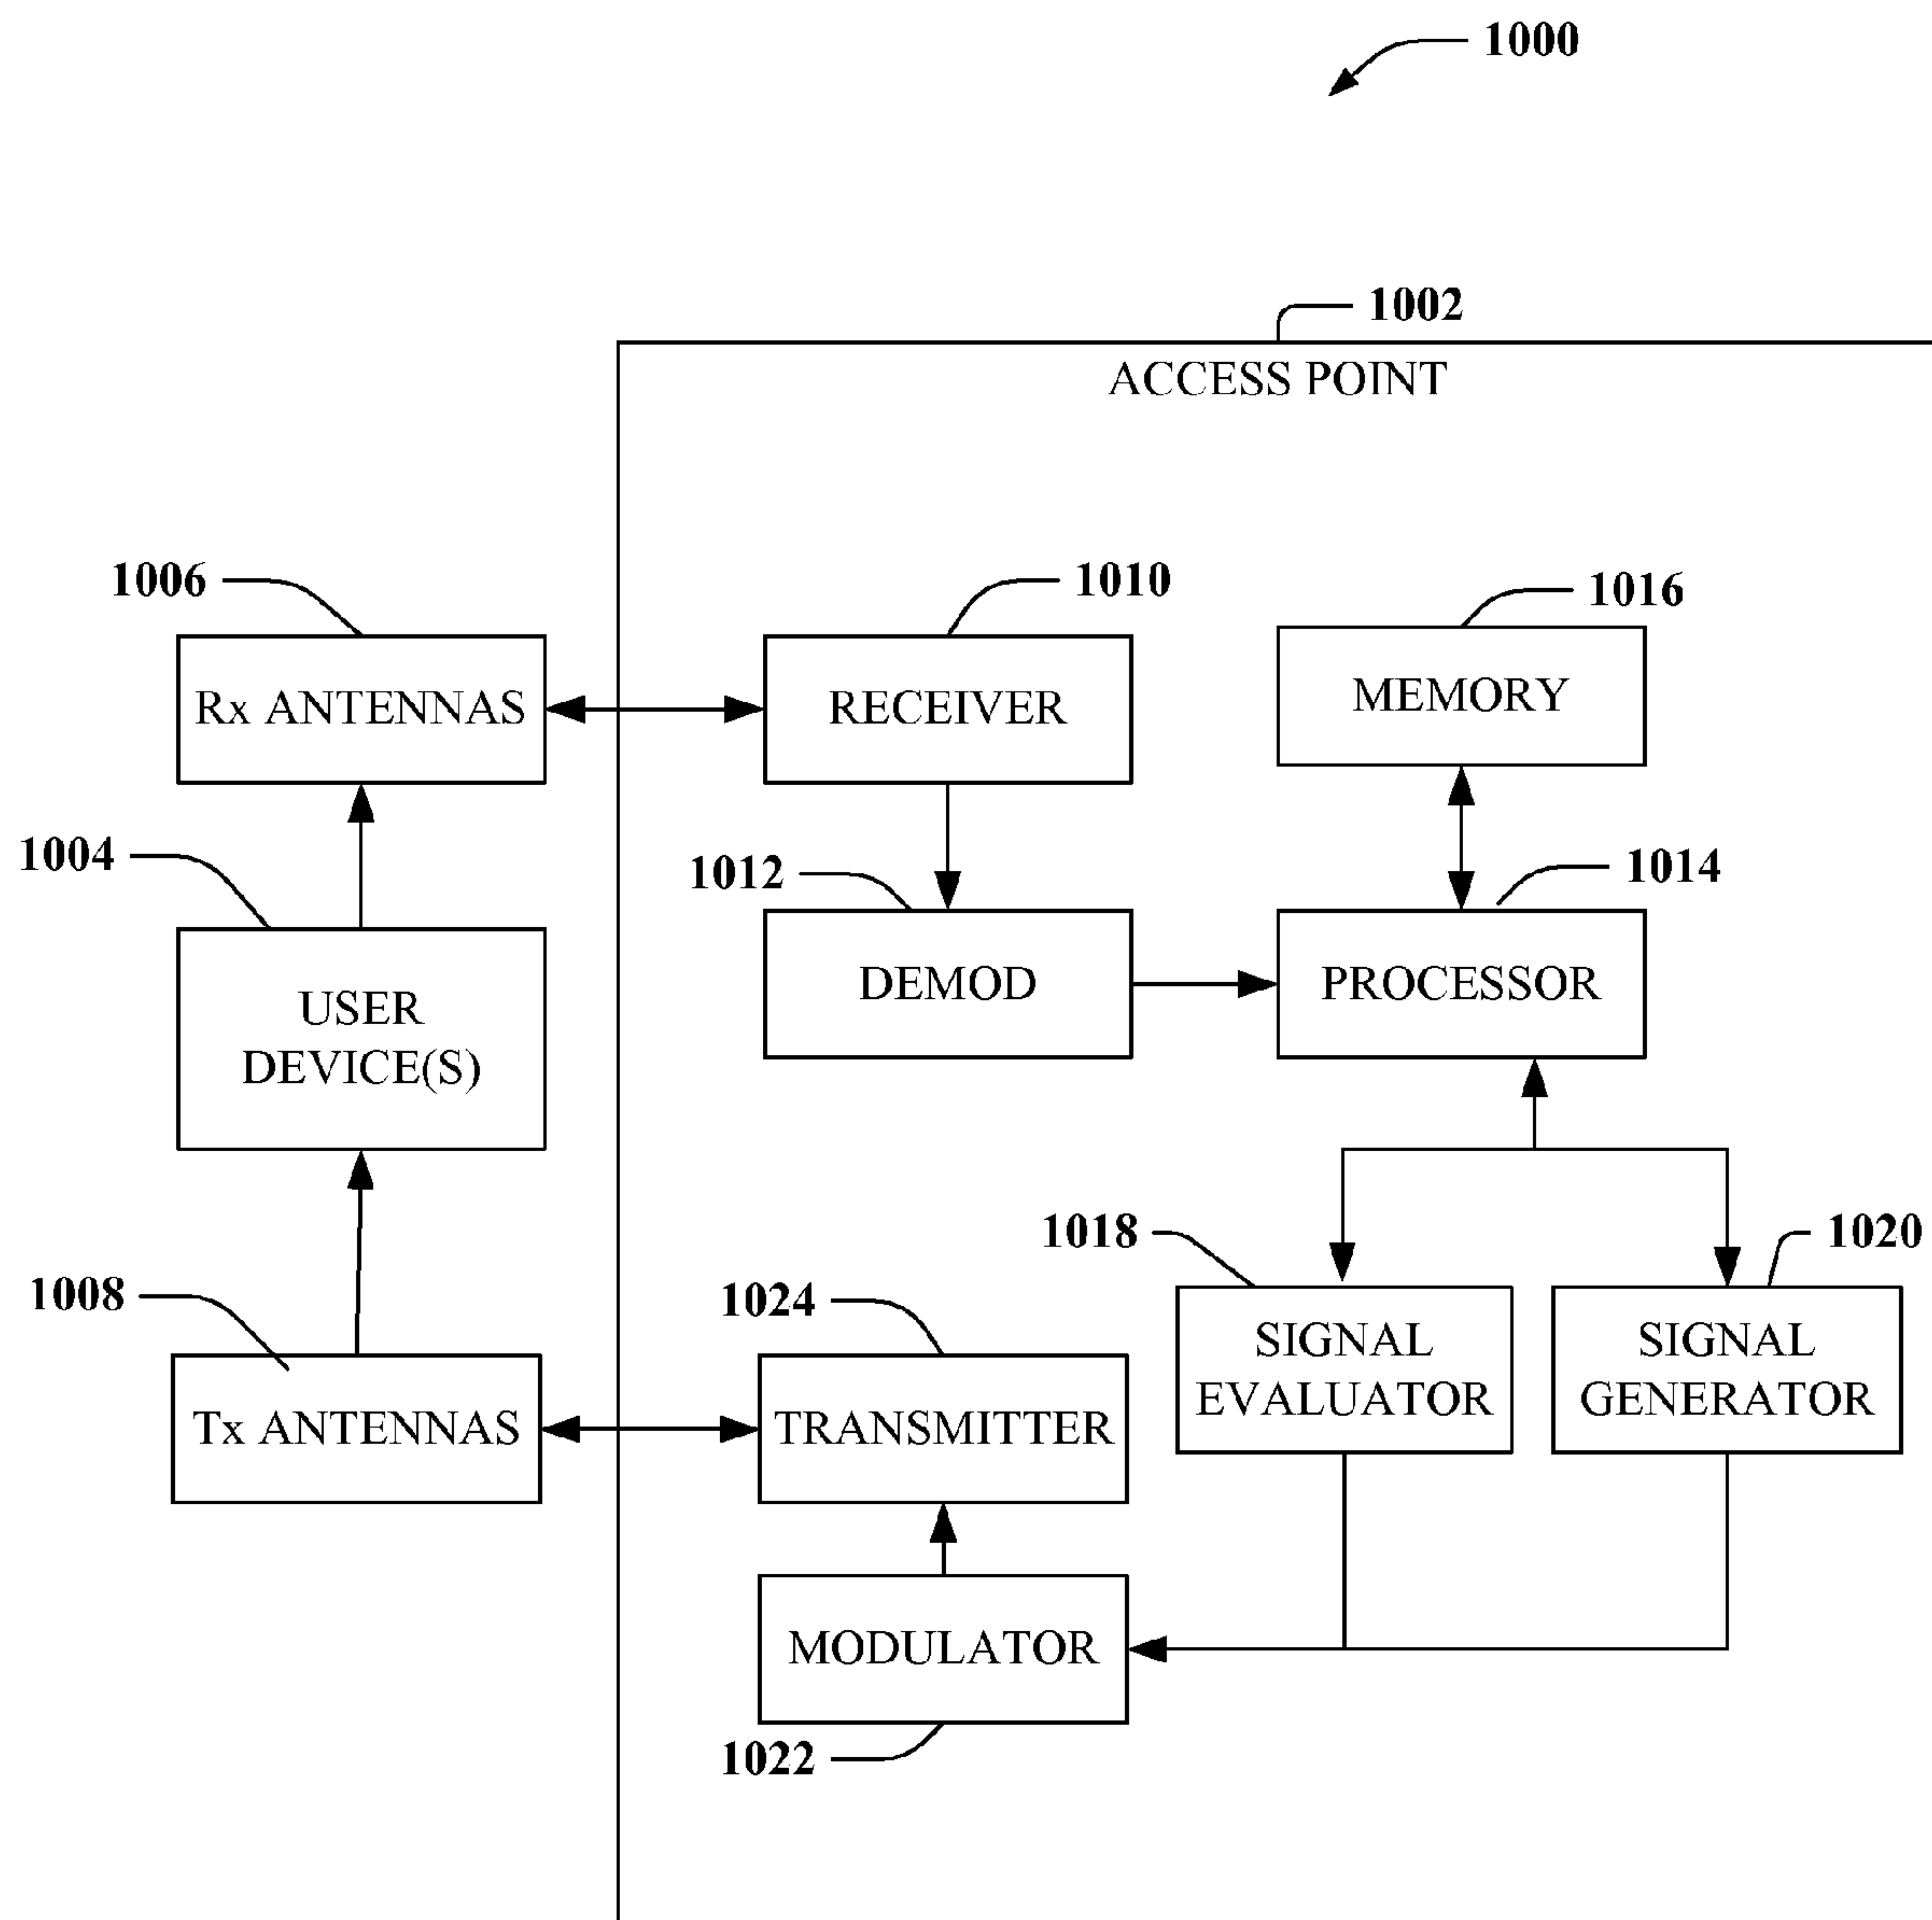 1000
1002
ACCESS POINT
1006
1010
1016
Rx ANTENNAS
RECEIVER
MEMORY
1004
1012
1014
USER
DEVICE(S)
DEMOD
PROCESSOR
1008
1024
1018
1020
Tx ANTENNAS
TRANSMITTER
SIGNAL
EVALUATOR
SIGNAL
GENERATOR
MODULATOR
1022